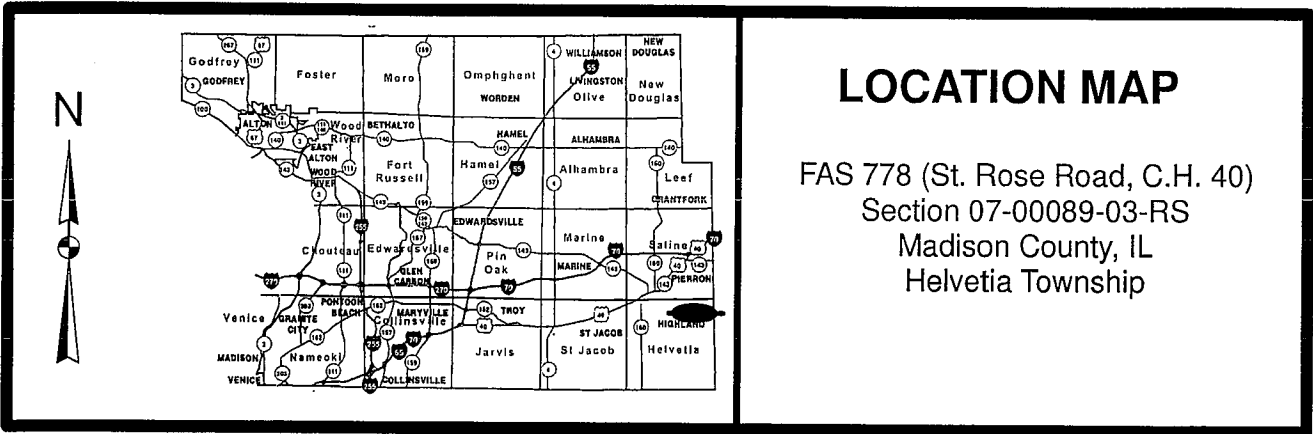 N
Godfrey
GODFREY
Foster
Moro
Omphghent
WORDEN
WILLIAMSON
LIVINGSTON
Olive
NEW
DOUGLAS
New
Douglas
ALTON
Wood
River
BETHALTO
EAST
ALTON
WOOD
RIVER
Fort
Russell
HAMEL
Hamel
ALHAMBRA
Alhambra
Leef
GRANTFORK
EDWARDSVILLE
Chouteau
Edwardsville
GLEN
CARBON
Pin
Oak
Marine
MARINE
Saline
PIERRON
Venice
GRANITE
CITY
PONTOON
BEACH
MARYVILLE
Collinsville
TROY
ST JACOB
HIGHLAND
MADISON
VENICE
Nameoki
COLLINSVILLE
Jarvis
St Jacob
Helvetia
LOCATION MAP
FAS 778 (St. Rose Road, C.H. 40)
Section 07-00089-03-RS
Madison County, IL
Helvetia Township